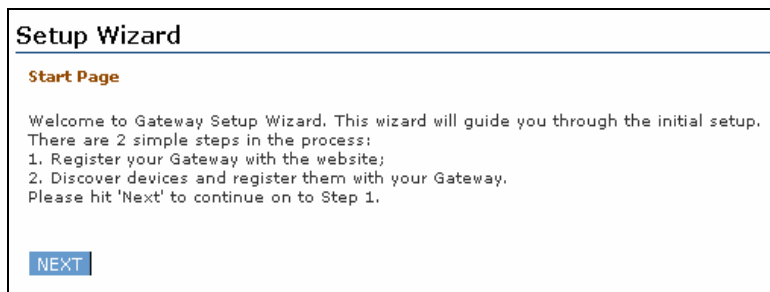 Setup Wizard
Start Page
Welcome to Gateway Setup Wizard. This wizard will guide you through the initial setup.
There are 2 simple steps in the process:
1. Register your Gateway with the website;
2. Discover devices and register them with your Gateway.
Please hit 'Next' to continue on to Step 1.
NEXT